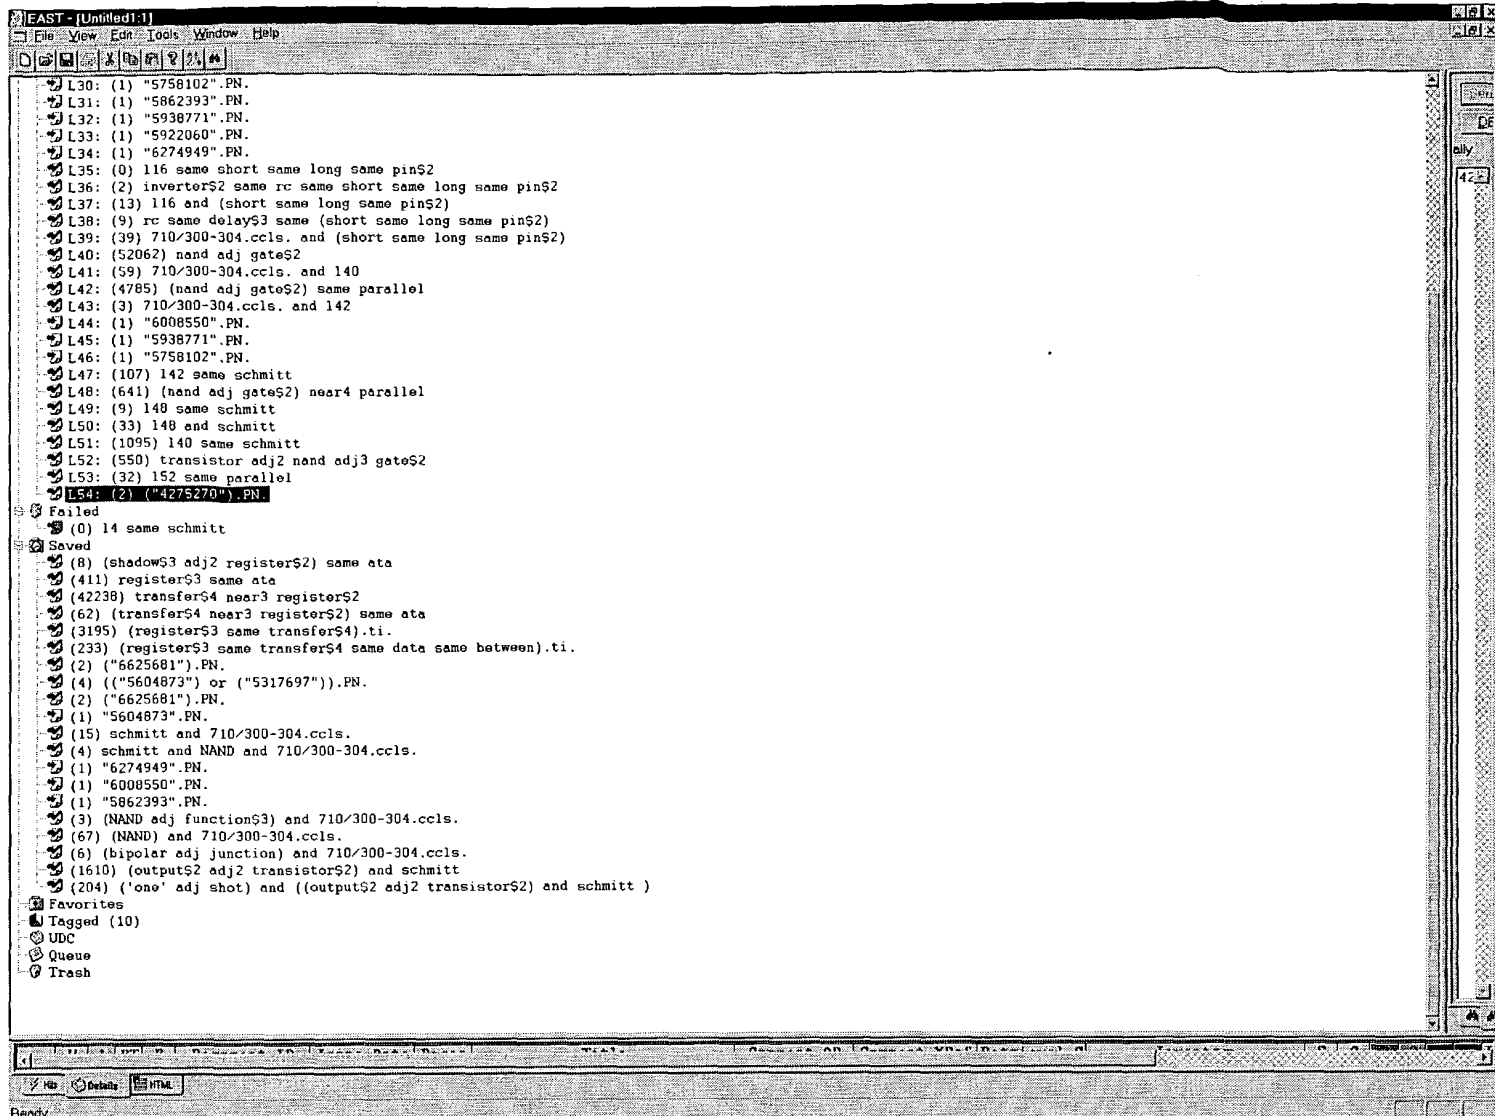 EAST - [Untitled1:1]
File View Edit Tools Window Help
L30: (1) "5758102".PN.
L31: (1) "5862393".PN.
L32: (1) "5938771".PN.
L33: (1) "5922060".PN.
L34: (1) "6274949".PN.
L35: (0) 116 same short same long same pin$2
L36: (2) inverter$2 same rc same short same long same pin$2
L37: (13) 116 and (short same long same pin$2)
L38: (9) rc same delay$3 same (short same long same pin$2)
L39: (39) 710/300-304.ccls. and (short same long same pin$2)
L40: (52062) nand adj gate$2
L41: (59) 710/300-304.ccls. and 140
L42: (4785) (nand adj gate$2) same parallel
L43: (3) 710/300-304.ccls. and 142
L44: (1) "6008550".PN.
L45: (1) "5938771".PN.
L46: (1) "5758102".PN.
L47: (107) 142 same schmitt
L48: (641) (nand adj gate$2) near4 parallel
L49: (9) 148 same schmitt
L50: (33) 148 and schmitt
L51: (1095) 140 same schmitt
L52: (550) transistor adj2 nand adj3 gate$2
L53: (32) 152 same parallel
L54: (2) ("4275270").PN.
Failed
(0) 14 same schmitt
Saved
(8) (shadow$3 adj2 register$2) same ata
(411) register$3 same ata
(42238) transfer$4 near3 register$2
(62) (transfer$4 near3 register$2) same ata
(3195) (register$3 same transfer$4).ti.
(233) (register$3 same transfer$4 same data same between).ti.
(2) ("6625681").PN.
(4) (("5604873") or ("5317697")).PN.
(2) ("6625681").PN.
(1) "5604873".PN.
(15) schmitt and 710/300-304.ccls.
(4) schmitt and NAND and 710/300-304.ccls.
(1) "6274949".PN.
(1) "6008550".PN.
(1) "5862393".PN.
(3) (NAND adj function$3) and 710/300-304.ccls.
(67) (NAND) and 710/300-304.ccls.
(6) (bipolar adj junction) and 710/300-304.ccls.
(1610) (output$2 adj2 transistor$2) and schmitt
(204) ('one' adj shot) and ((output$2 adj2 transistor$2) and schmitt )
Favorites
Tagged (10)
UDC
Queue
Trash
ally
42
Hits Details HTML
Ready